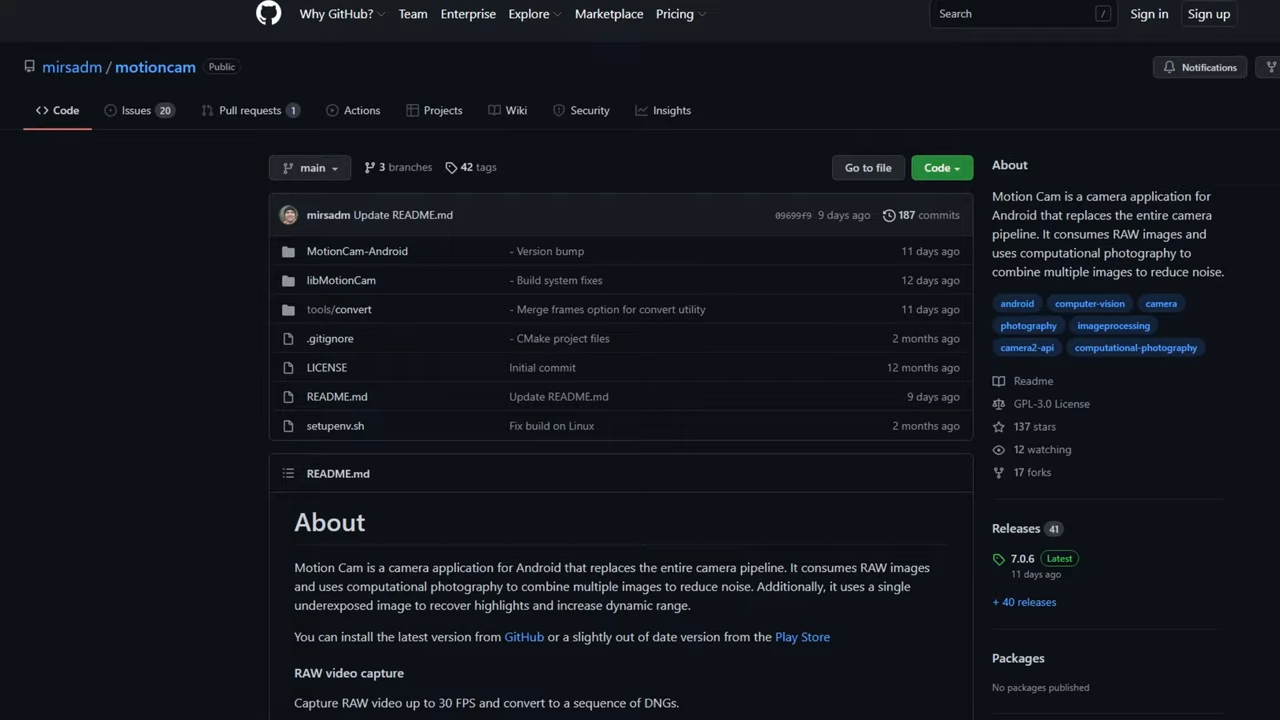 Why GitHub? Team Enterprise Explore Marketplace Pricing Search / Sign in Sign up
mirsadm / motioncam Public Notifications
Code Issues 20 Pull requests 1 Actions Projects Wiki Security Insights
main 3 branches 42 tags Go to file Code
mirsadm Update README.md 09699f9 9 days ago 187 commits
MotionCam-Android - Version bump 11 days ago
libMotionCam - Build system fixes 12 days ago
tools/convert - Merge frames option for convert utility 11 days ago
.gitignore - CMake project files 2 months ago
LICENSE Initial commit 12 months ago
README.md Update README.md 9 days ago
setupenv.sh Fix build on Linux 2 months ago
README.md
About
Motion Cam is a camera application for Android that replaces the entire camera pipeline. It consumes RAW images
and uses computational photography to combine multiple images to reduce noise. Additionally, it uses a single
underexposed image to recover highlights and increase dynamic range.
You can install the latest version from GitHub or a slightly out of date version from the Play Store
RAW video capture
Capture RAW video up to 30 FPS and convert to a sequence of DNGs.
About
Motion Cam is a camera application for
Android that replaces the entire camera
pipeline. It consumes RAW images and
uses computational photography to
combine multiple images to reduce noise.
android computer-vision camera
photography imageprocessing
camera2-api computational-photography
Readme
GPL-3.0 License
137 stars
12 watching
17 forks
Releases 41
7.0.6 Latest
11 days ago
+ 40 releases
Packages
No packages published